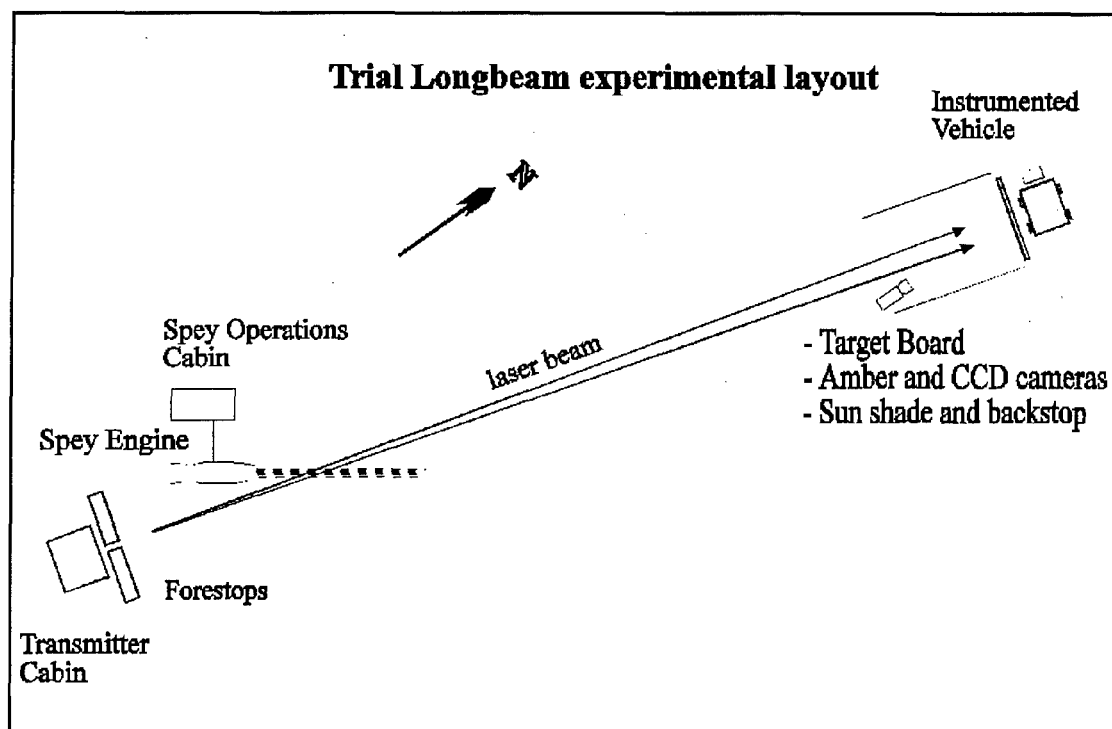 Trial Longbeam experimental layout
Instrumented
Vehicle
N
Spey Operations
Cabin
laser beam
- Target Board
- Amber and CCD cameras
- Sun shade and backstop
Spey Engine
Forestops
Transmitter
Cabin